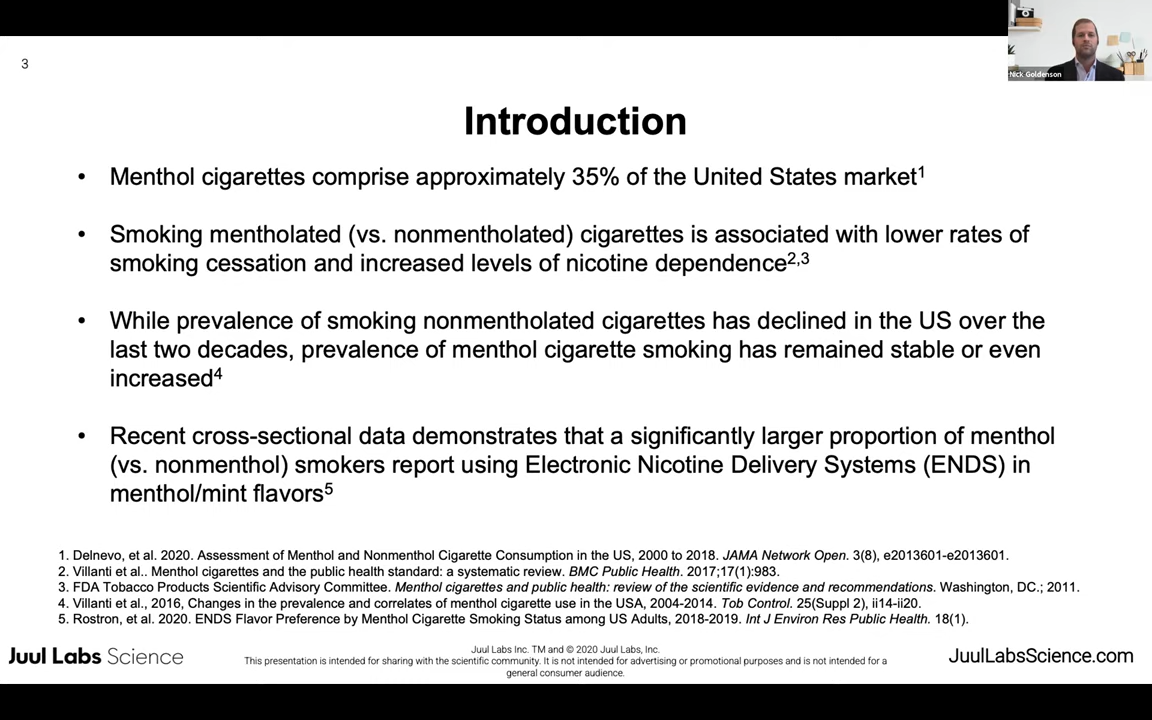 3
Nick Goldenson
Introduction
• Menthol cigarettes comprise approximately 35% of the United States market1
• Smoking mentholated (vs. nonmentholated) cigarettes is associated with lower rates of
smoking cessation and increased levels of nicotine dependence2,3
• While prevalence of smoking nonmentholated cigarettes has declined in the US over the
last two decades, prevalence of menthol cigarette smoking has remained stable or even
increased4
• Recent cross-sectional data demonstrates that a significantly larger proportion of menthol
(vs. nonmenthol) smokers report using Electronic Nicotine Delivery Systems (ENDS) in
menthol/mint flavors5
1. Delnevo, et al. 2020. Assessment of Menthol and Nonmenthol Cigarette Consumption in the US, 2000 to 2018. JAMA Network Open. 3(8), e2013601-e2013601.
2. Villanti et al.. Menthol cigarettes and the public health standard: a systematic review. BMC Public Health. 2017;17(1):983.
3. FDA Tobacco Products Scientific Advisory Committee. Menthol cigarettes and public health: review of the scientific evidence and recommendations. Washington, DC.; 2011.
4. Villanti et al., 2016, Changes in the prevalence and correlates of menthol cigarette use in the USA, 2004-2014. Tob Control. 25(Suppl 2), ii14-ii20.
5. Rostron, et al. 2020. ENDS Flavor Preference by Menthol Cigarette Smoking Status among US Adults, 2018-2019. Int J Environ Res Public Health. 18(1).
Juul Labs Science
Juul Labs Inc. TM and © 2020 Juul Labs, Inc.
This presentation is intended for sharing with the scientific community. It is not intended for advertising or promotional purposes and is not intended for a
general consumer audience.
JuulLabsScience.com